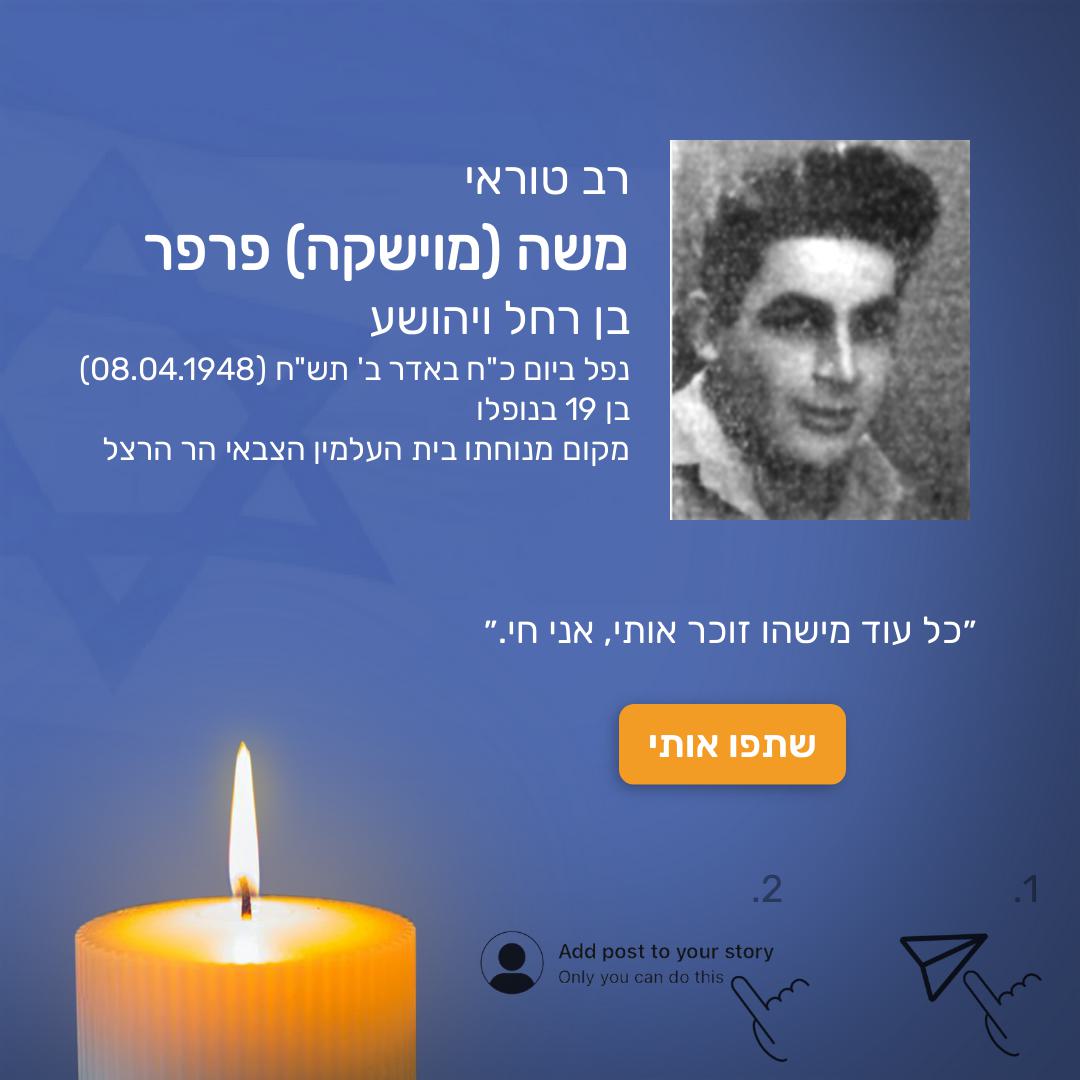 רב טוראי
משה (מוישקה) פרפר
בן רחל ויהושע
נפל ביום כ"ח באדר ב' תש"ח (08.04.1948)
בן 19 בנופלו
מקום מנוחתו בית העלמין הצבאי הר הרצל
״כל עוד מישהו זוכר אותי, אני חי.״
שתפו אותי
1.
2.
Add post to your story
Only you can do this